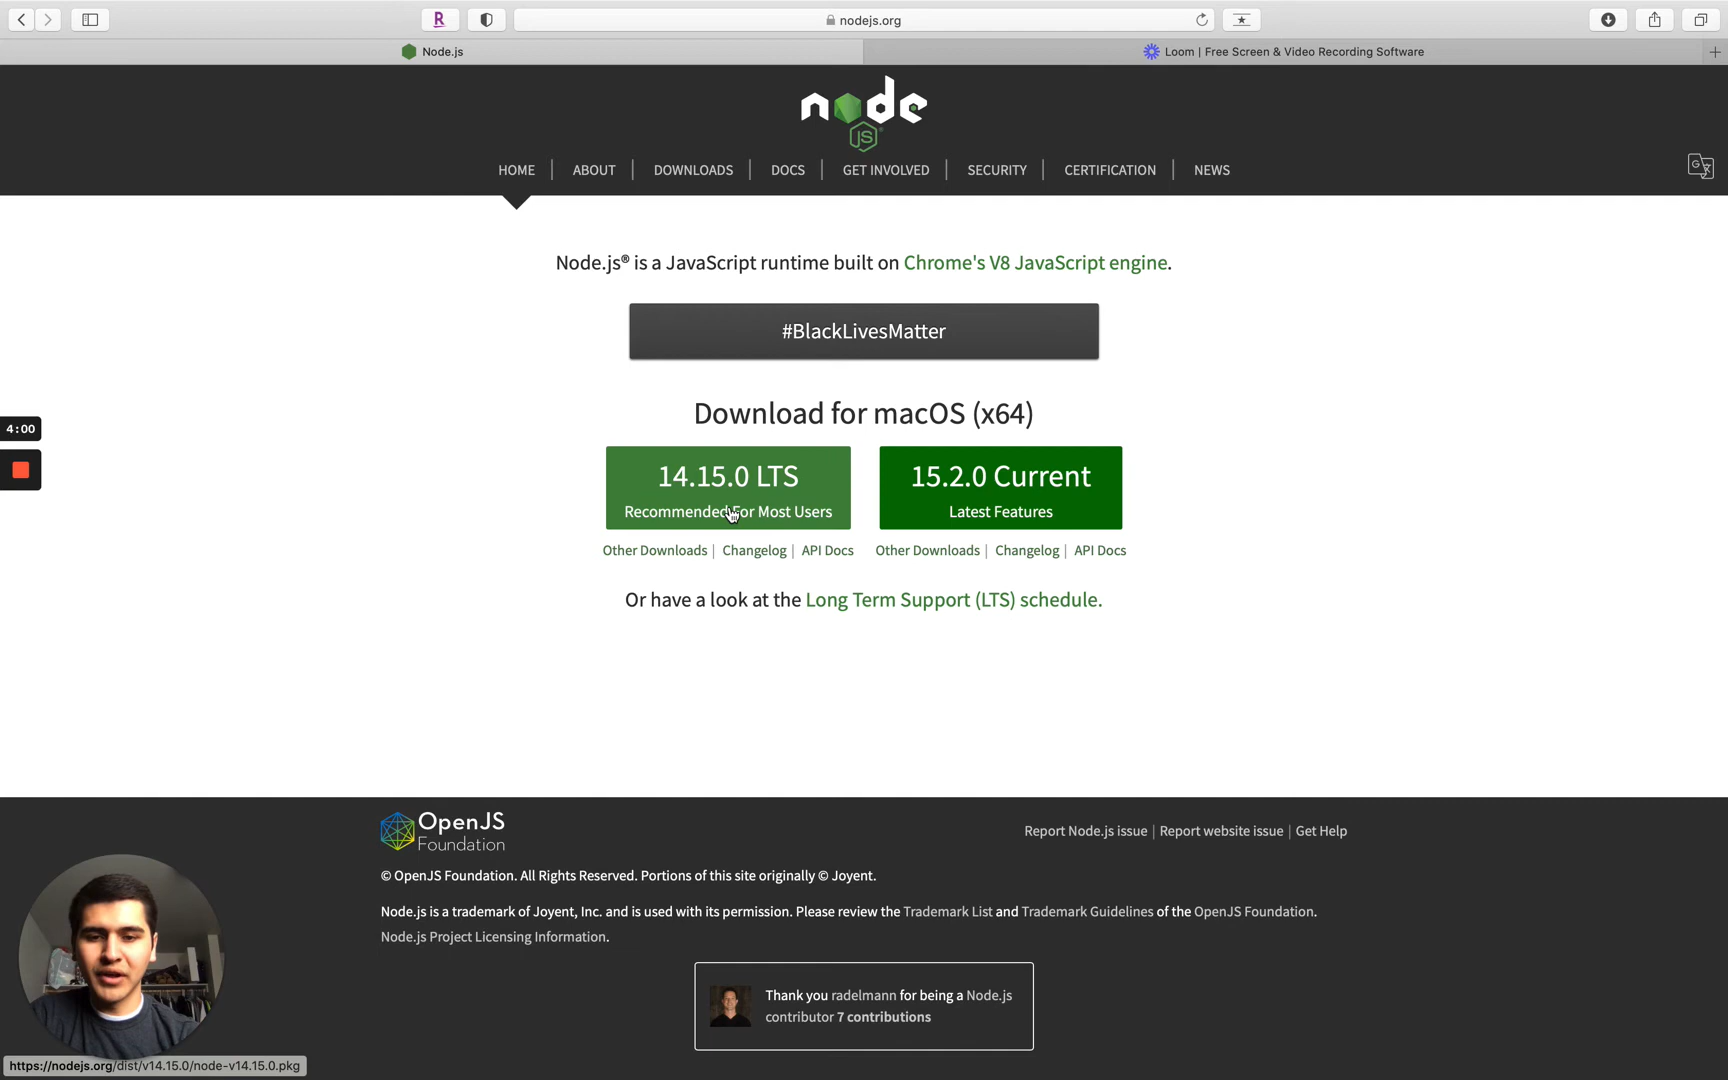 R
nodejs.org
Node.js
Loom | Free Screen & Video Recording Software
node
JS
HOME
ABOUT
DOWNLOADS
DOCS
GET INVOLVED
SECURITY
CERTIFICATION
NEWS
Node.js® is a JavaScript runtime built on Chrome's V8 JavaScript engine.
#BlackLivesMatter
Download for macOS (x64)
4:00
14.15.0 LTS
Recommended For Most Users
15.2.0 Current
Latest Features
Other Downloads | Changelog | API Docs
Other Downloads | Changelog | API Docs
Or have a look at the Long Term Support (LTS) schedule.
OpenJS
Foundation
Report Node.js issue | Report website issue | Get Help
© OpenJS Foundation. All Rights Reserved. Portions of this site originally © Joyent.
Node.js is a trademark of Joyent, Inc. and is used with its permission. Please review the Trademark List and Trademark Guidelines of the OpenJS Foundation.
Node.js Project Licensing Information.
Thank you radelmann for being a Node.js
contributor 7 contributions
https://nodejs.org/dist/v14.15.0/node-v14.15.0.pkg